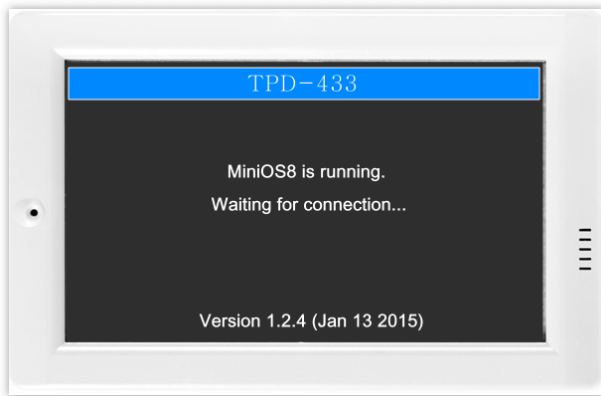 TPD-433
MiniOS8 is running.
Waiting for connection...
Version 1.2.4 (Jan 13 2015)